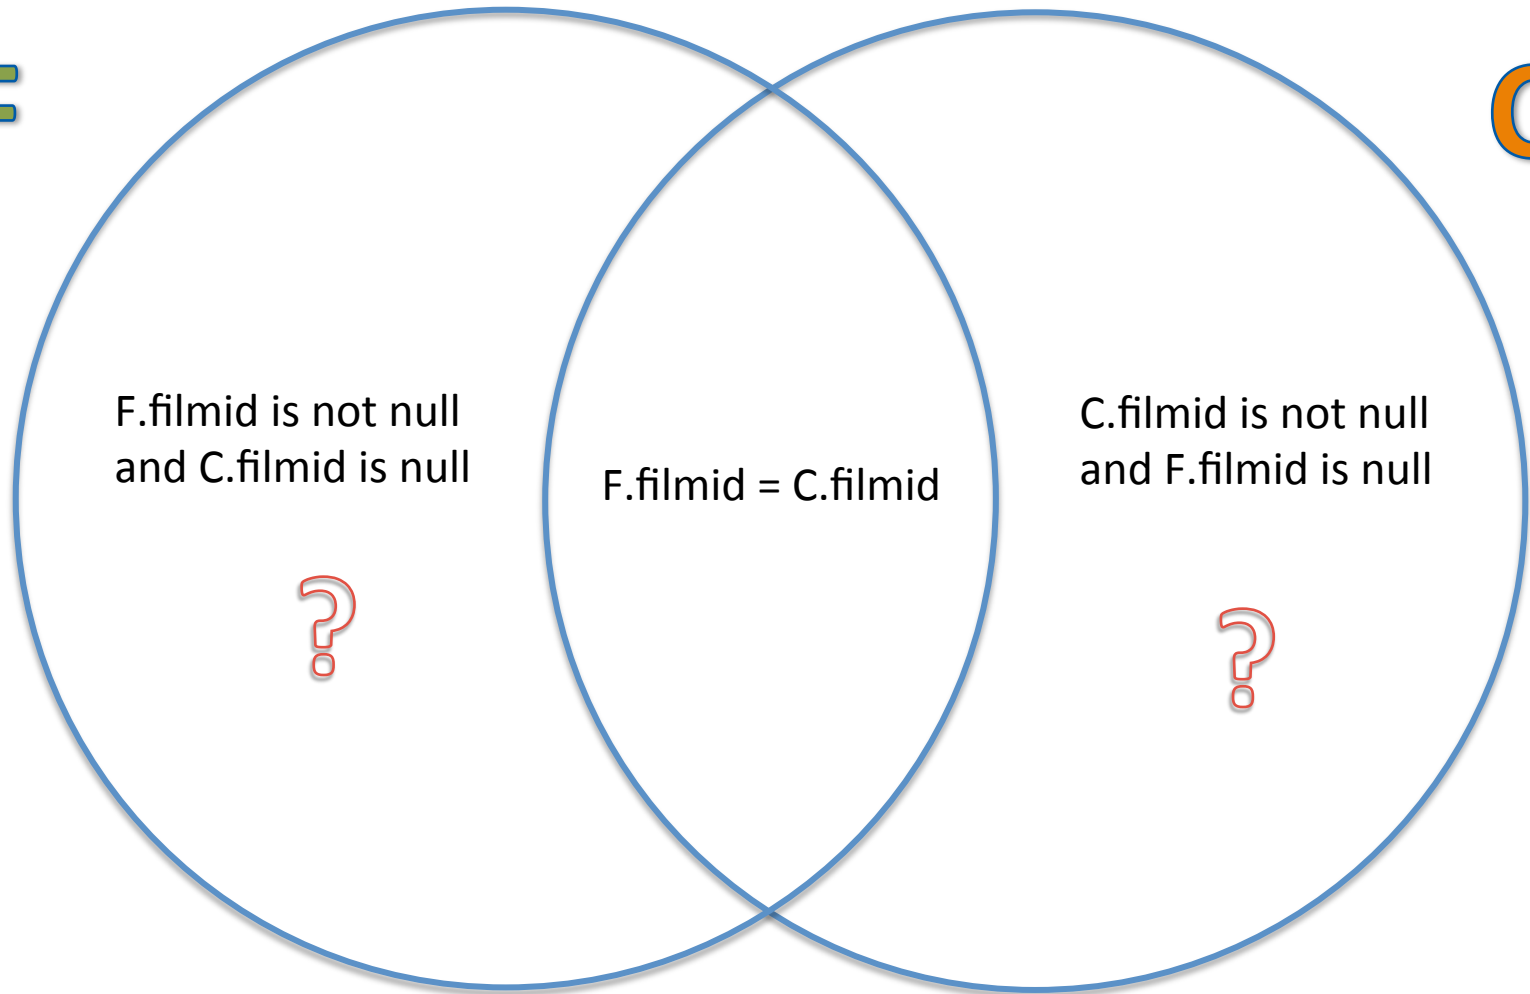 F
C
F.filmid is not null
and C.filmid is null
F.filmid = C.filmid
C.filmid is not null
and F.filmid is null
?
?